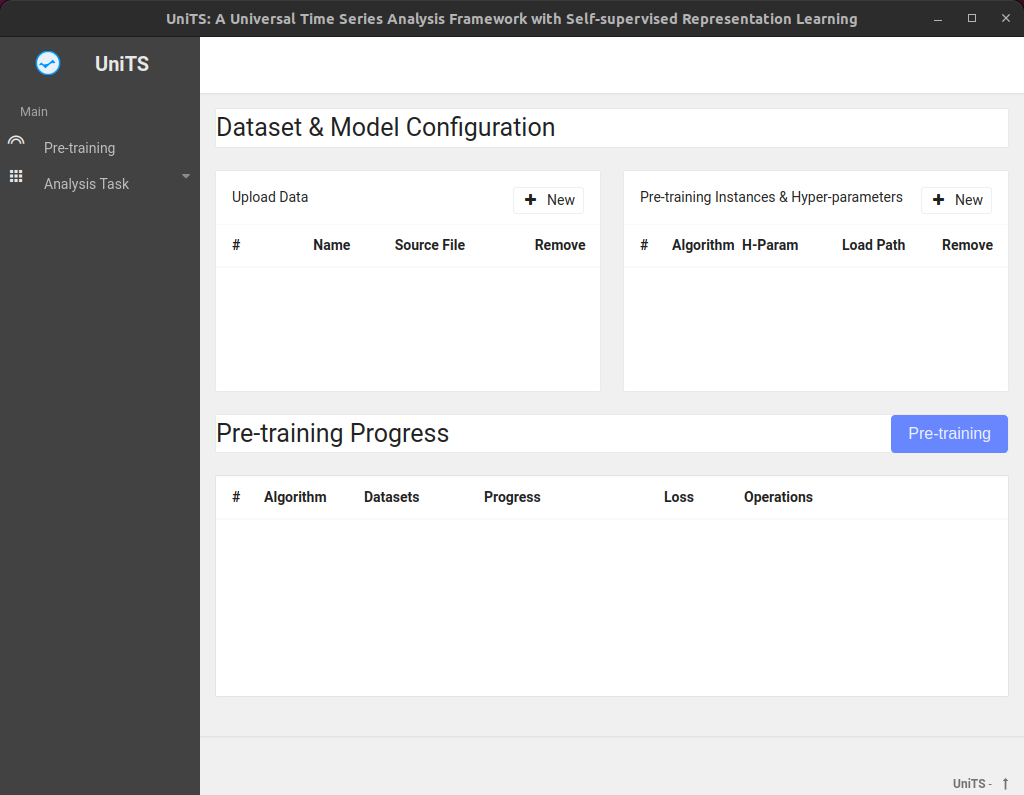 UniTS: A Universal Time Series Analysis Framework with Self-supervised Representation Learning
UniTS
Main
Pre-training
Analysis Task
Dataset & Model Configuration
Upload Data
New
# Name Source File Remove
Pre-training Instances & Hyper-parameters
New
# Algorithm H-Param Load Path Remove
Pre-training Progress
Pre-training
# Algorithm Datasets Progress Loss Operations
UniTS -